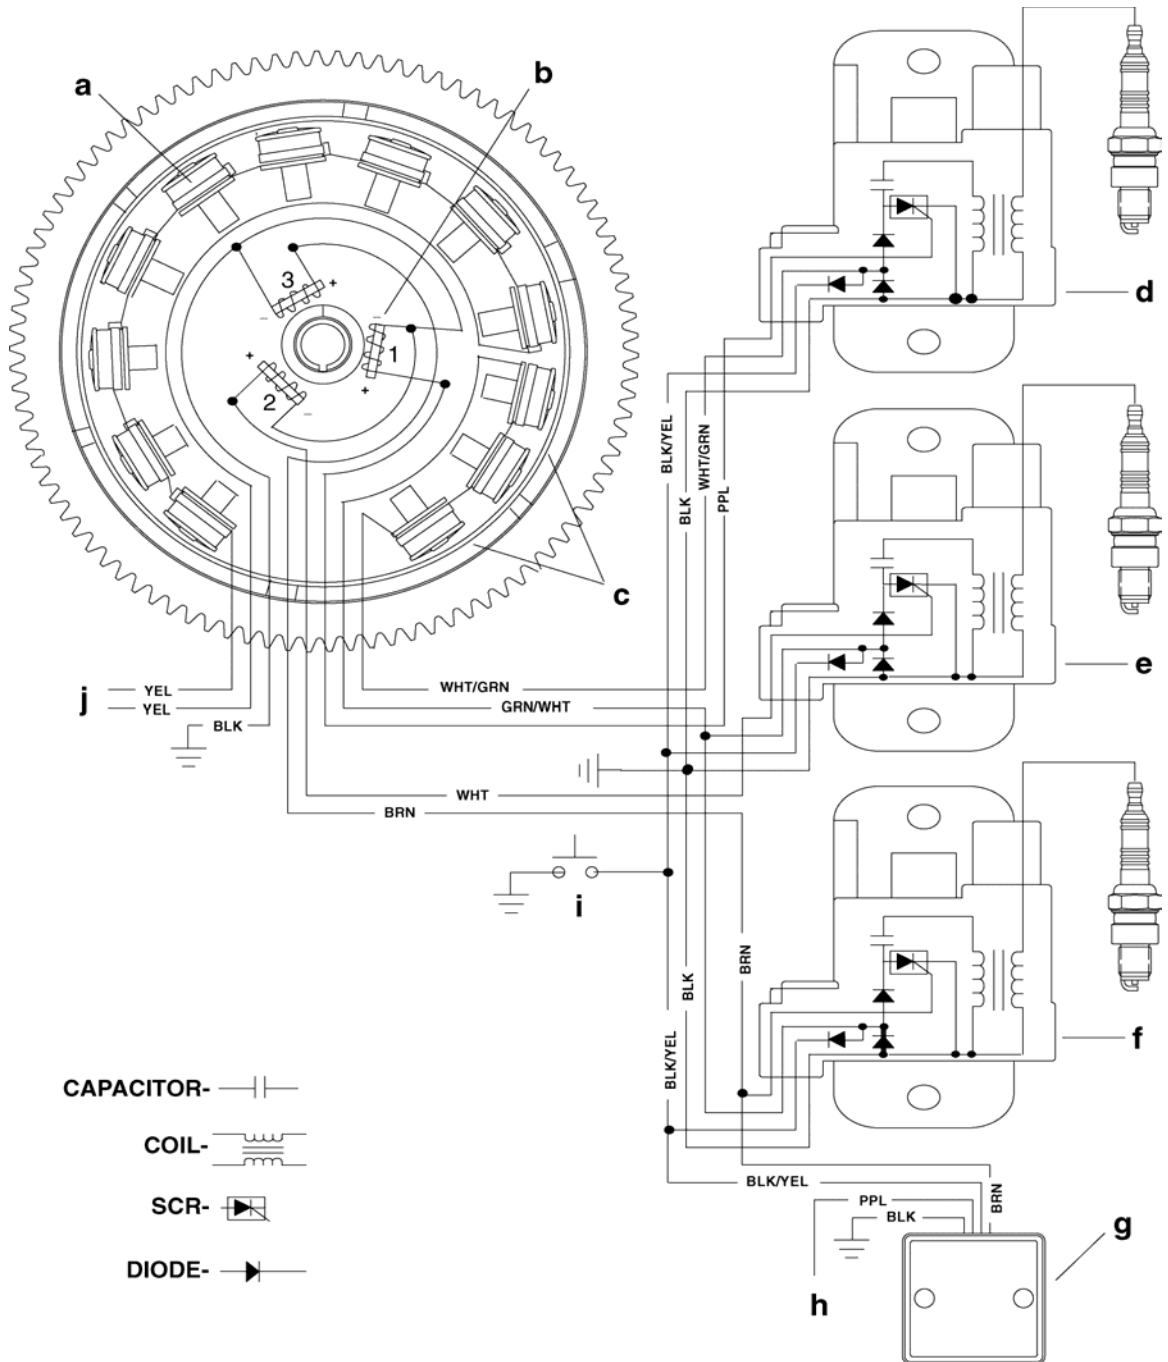 a
b
3
+
−
−
1
+
+
2
−
c
d
BLK/YEL
BLK
WHT/GRN
PPL
e
j
YEL
YEL
BLK
WHT/GRN
GRN/WHT
WHT
BRN
i
BLK/YEL
BLK
BRN
f
CAPACITOR-
COIL-
SCR-
DIODE-
BLK/YEL
PPL
BLK
BRN
g
h